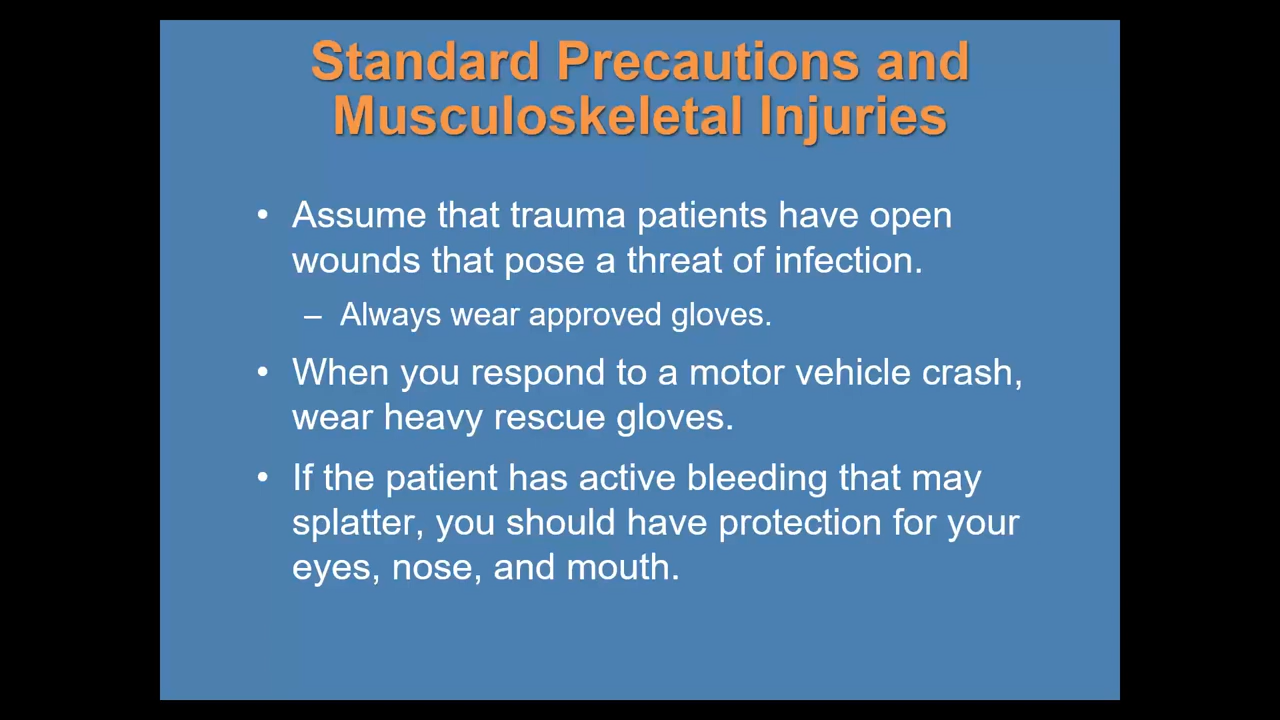 Standard Precautions and
Musculoskeletal Injuries
• Assume that trauma patients have open
wounds that pose a threat of infection.
– Always wear approved gloves.
• When you respond to a motor vehicle crash,
wear heavy rescue gloves.
• If the patient has active bleeding that may
splatter, you should have protection for your
eyes, nose, and mouth.